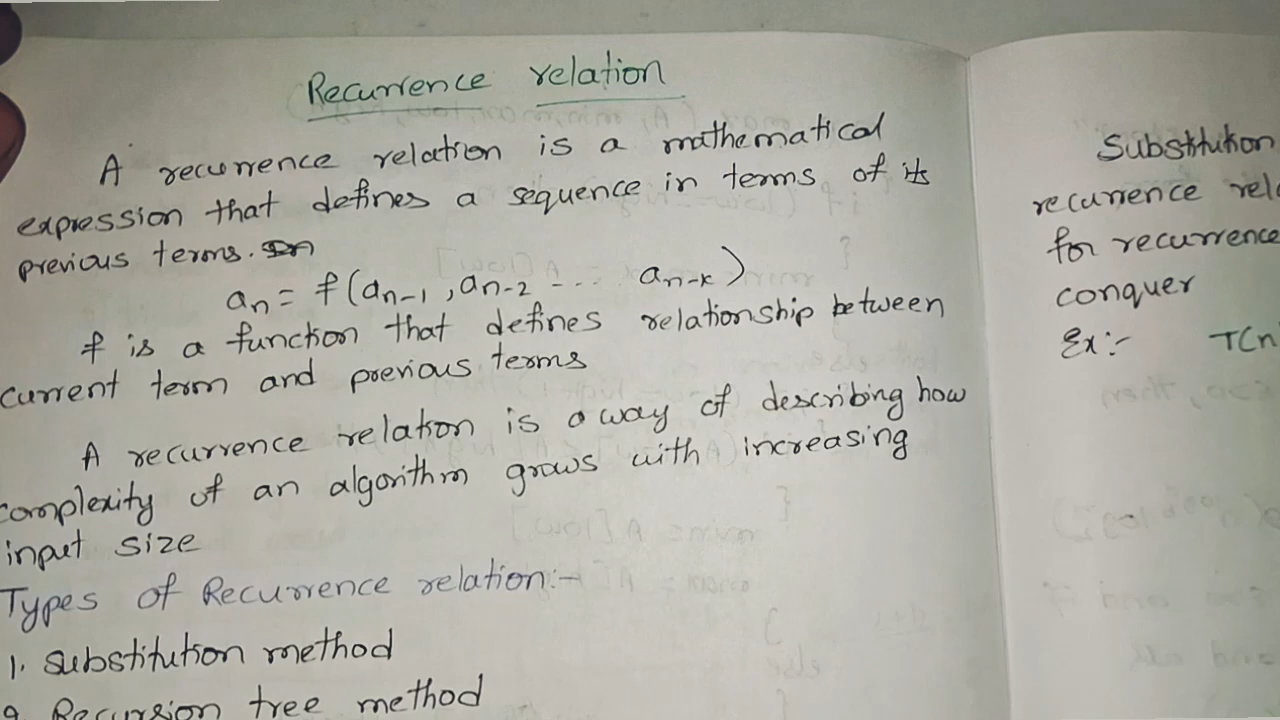 Recurrence relation
A recurrence relation is a mathematical
expression that defines a sequence in terms of its
previous terms.
an = f(an-1, an-2 --- an-k)
f is a function that defines relationship between
current term and previous terms
A recurrence relation is a way of describing how
complexity of an algorithm grows with increasing
input size
Types of Recurrence relation:-
1. substitution method
2. Recursion tree method
Substitution
recurrence rel
for recurrence
conquer
Ex:- T(n